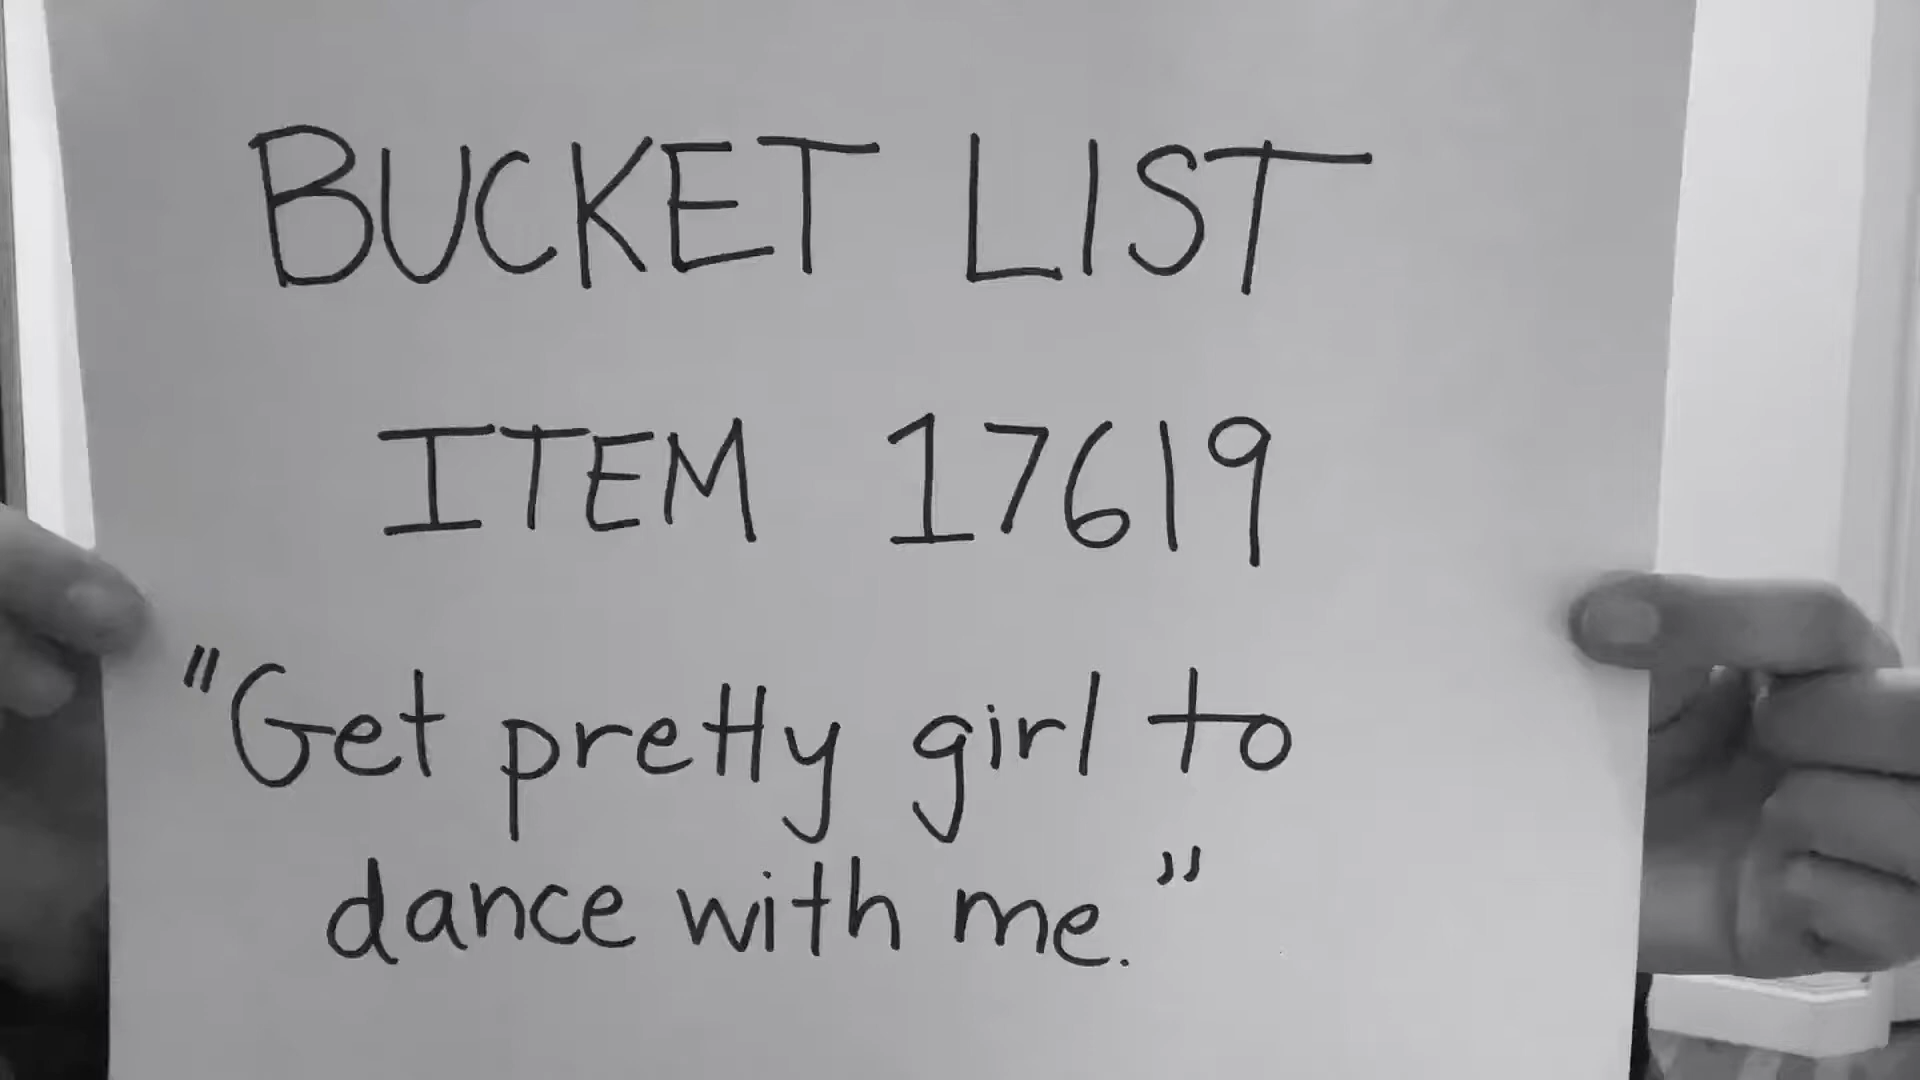 BUCKET LIST
ITEM 17619
"Get pretty girl to
dance with me."